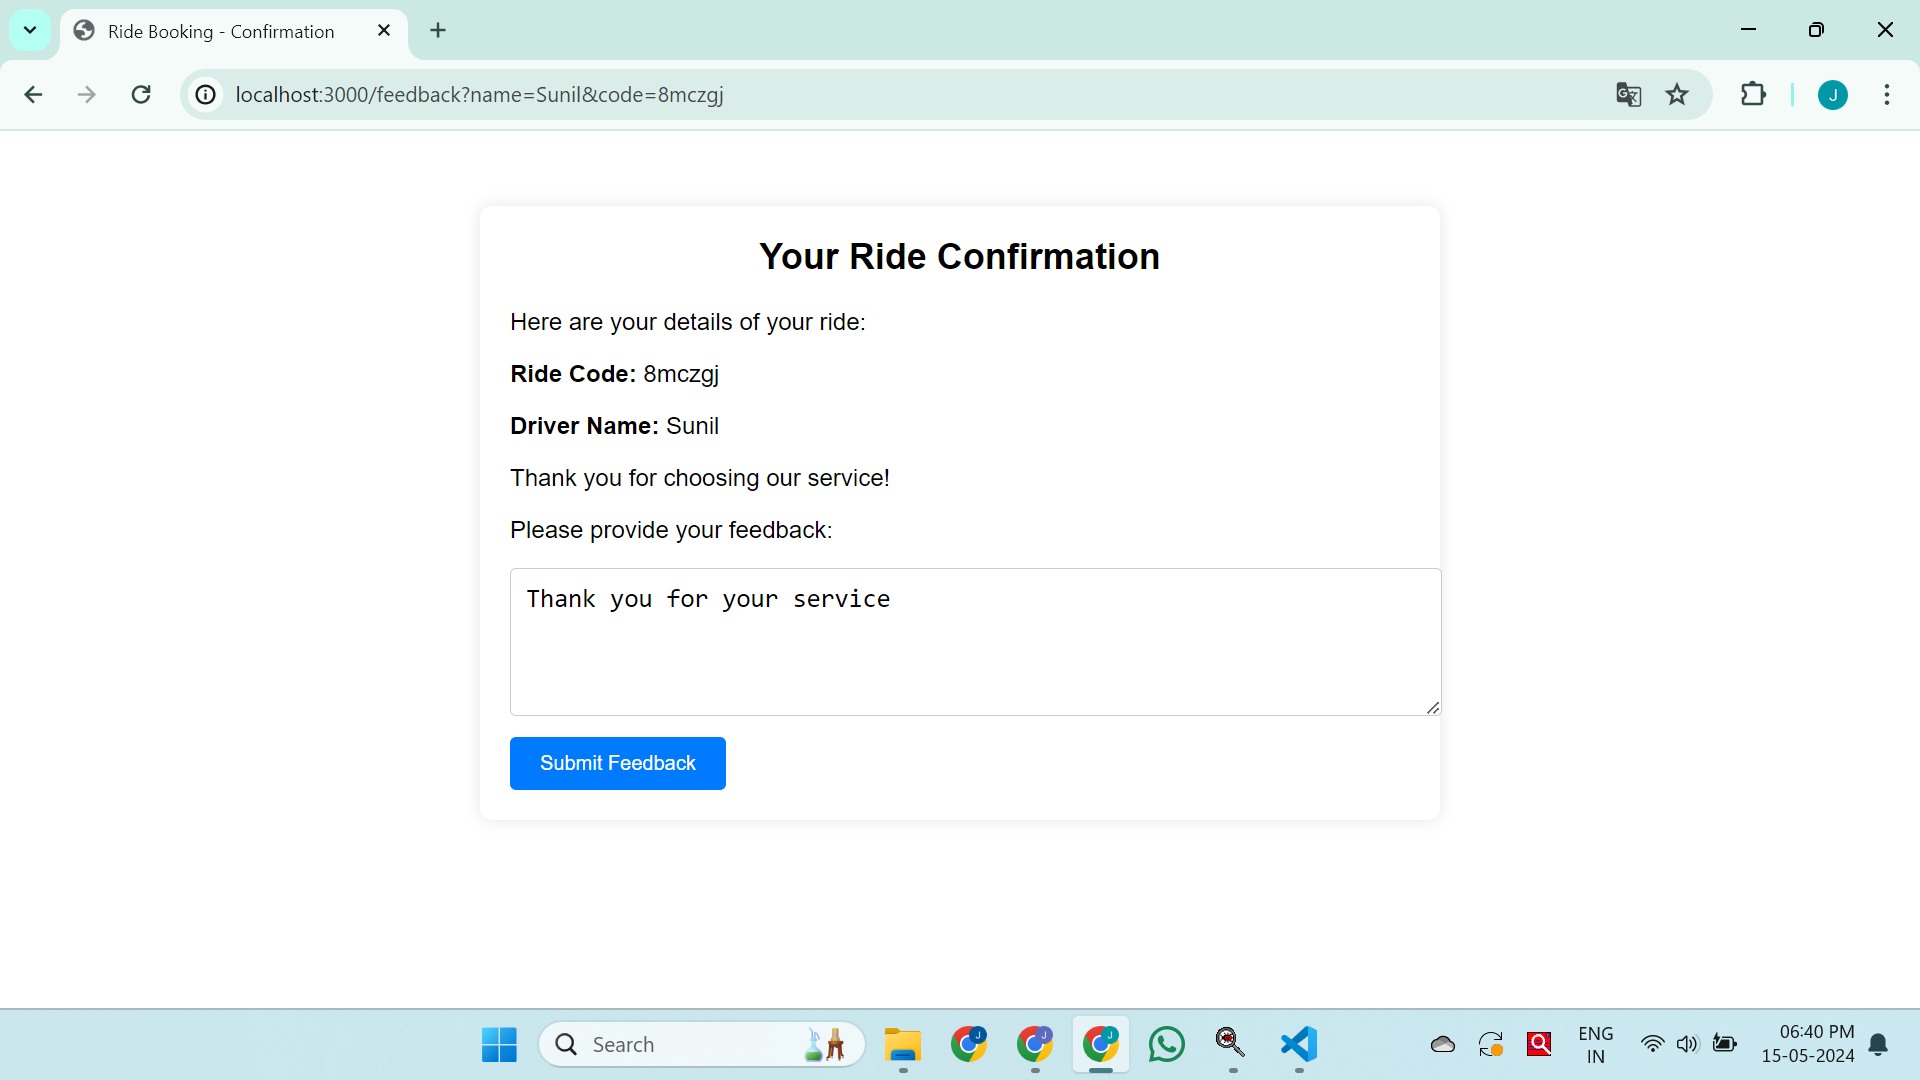 Ride Booking - Confirmation
localhost:3000/feedback?name=Sunil&code=8mczgj
J
Your Ride Confirmation
Here are your details of your ride:
Ride Code: 8mczgj
Driver Name: Sunil
Thank you for choosing our service!
Please provide your feedback:
Thank you for your service
Submit Feedback
Search
J
J
J
ENG
IN
06:40 PM
15-05-2024